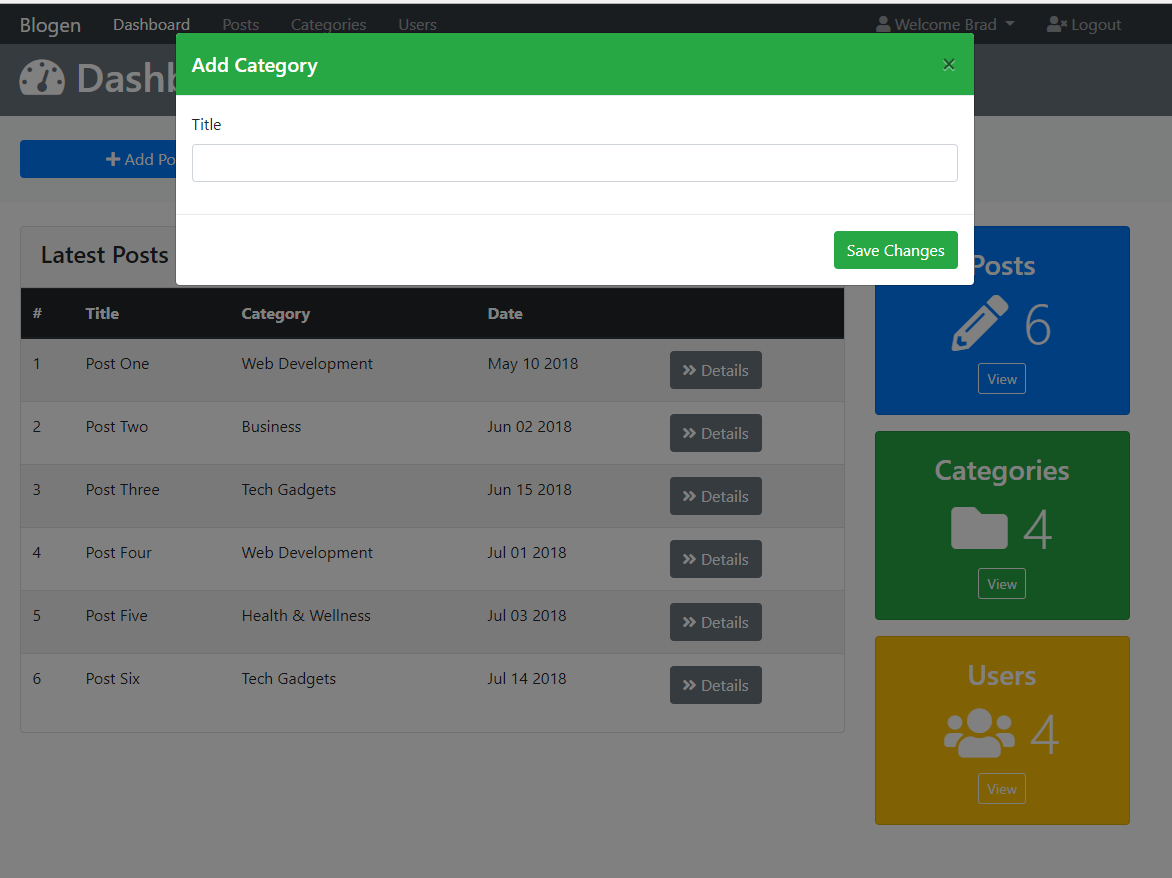 Blogen Dashboard Posts Categories Users Welcome Brad Logout
Dashb
Add Category ×
Title
Save Changes
Add Po
Latest Posts
# Title Category Date
1 Post One Web Development May 10 2018 Details
2 Post Two Business Jun 02 2018 Details
3 Post Three Tech Gadgets Jun 15 2018 Details
4 Post Four Web Development Jul 01 2018 Details
5 Post Five Health & Wellness Jul 03 2018 Details
6 Post Six Tech Gadgets Jul 14 2018 Details
Posts
6
View
Categories
4
View
Users
4
View